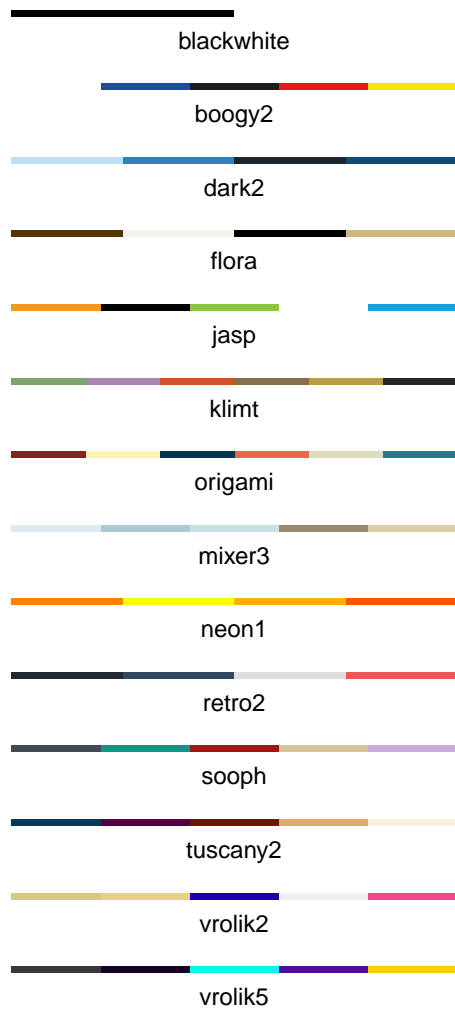 blackwhite
boogy2
dark2
flora
jasp
klimt
origami
mixer3
neon1
retro2
sooph
tuscany2
vrolik2
vrolik5